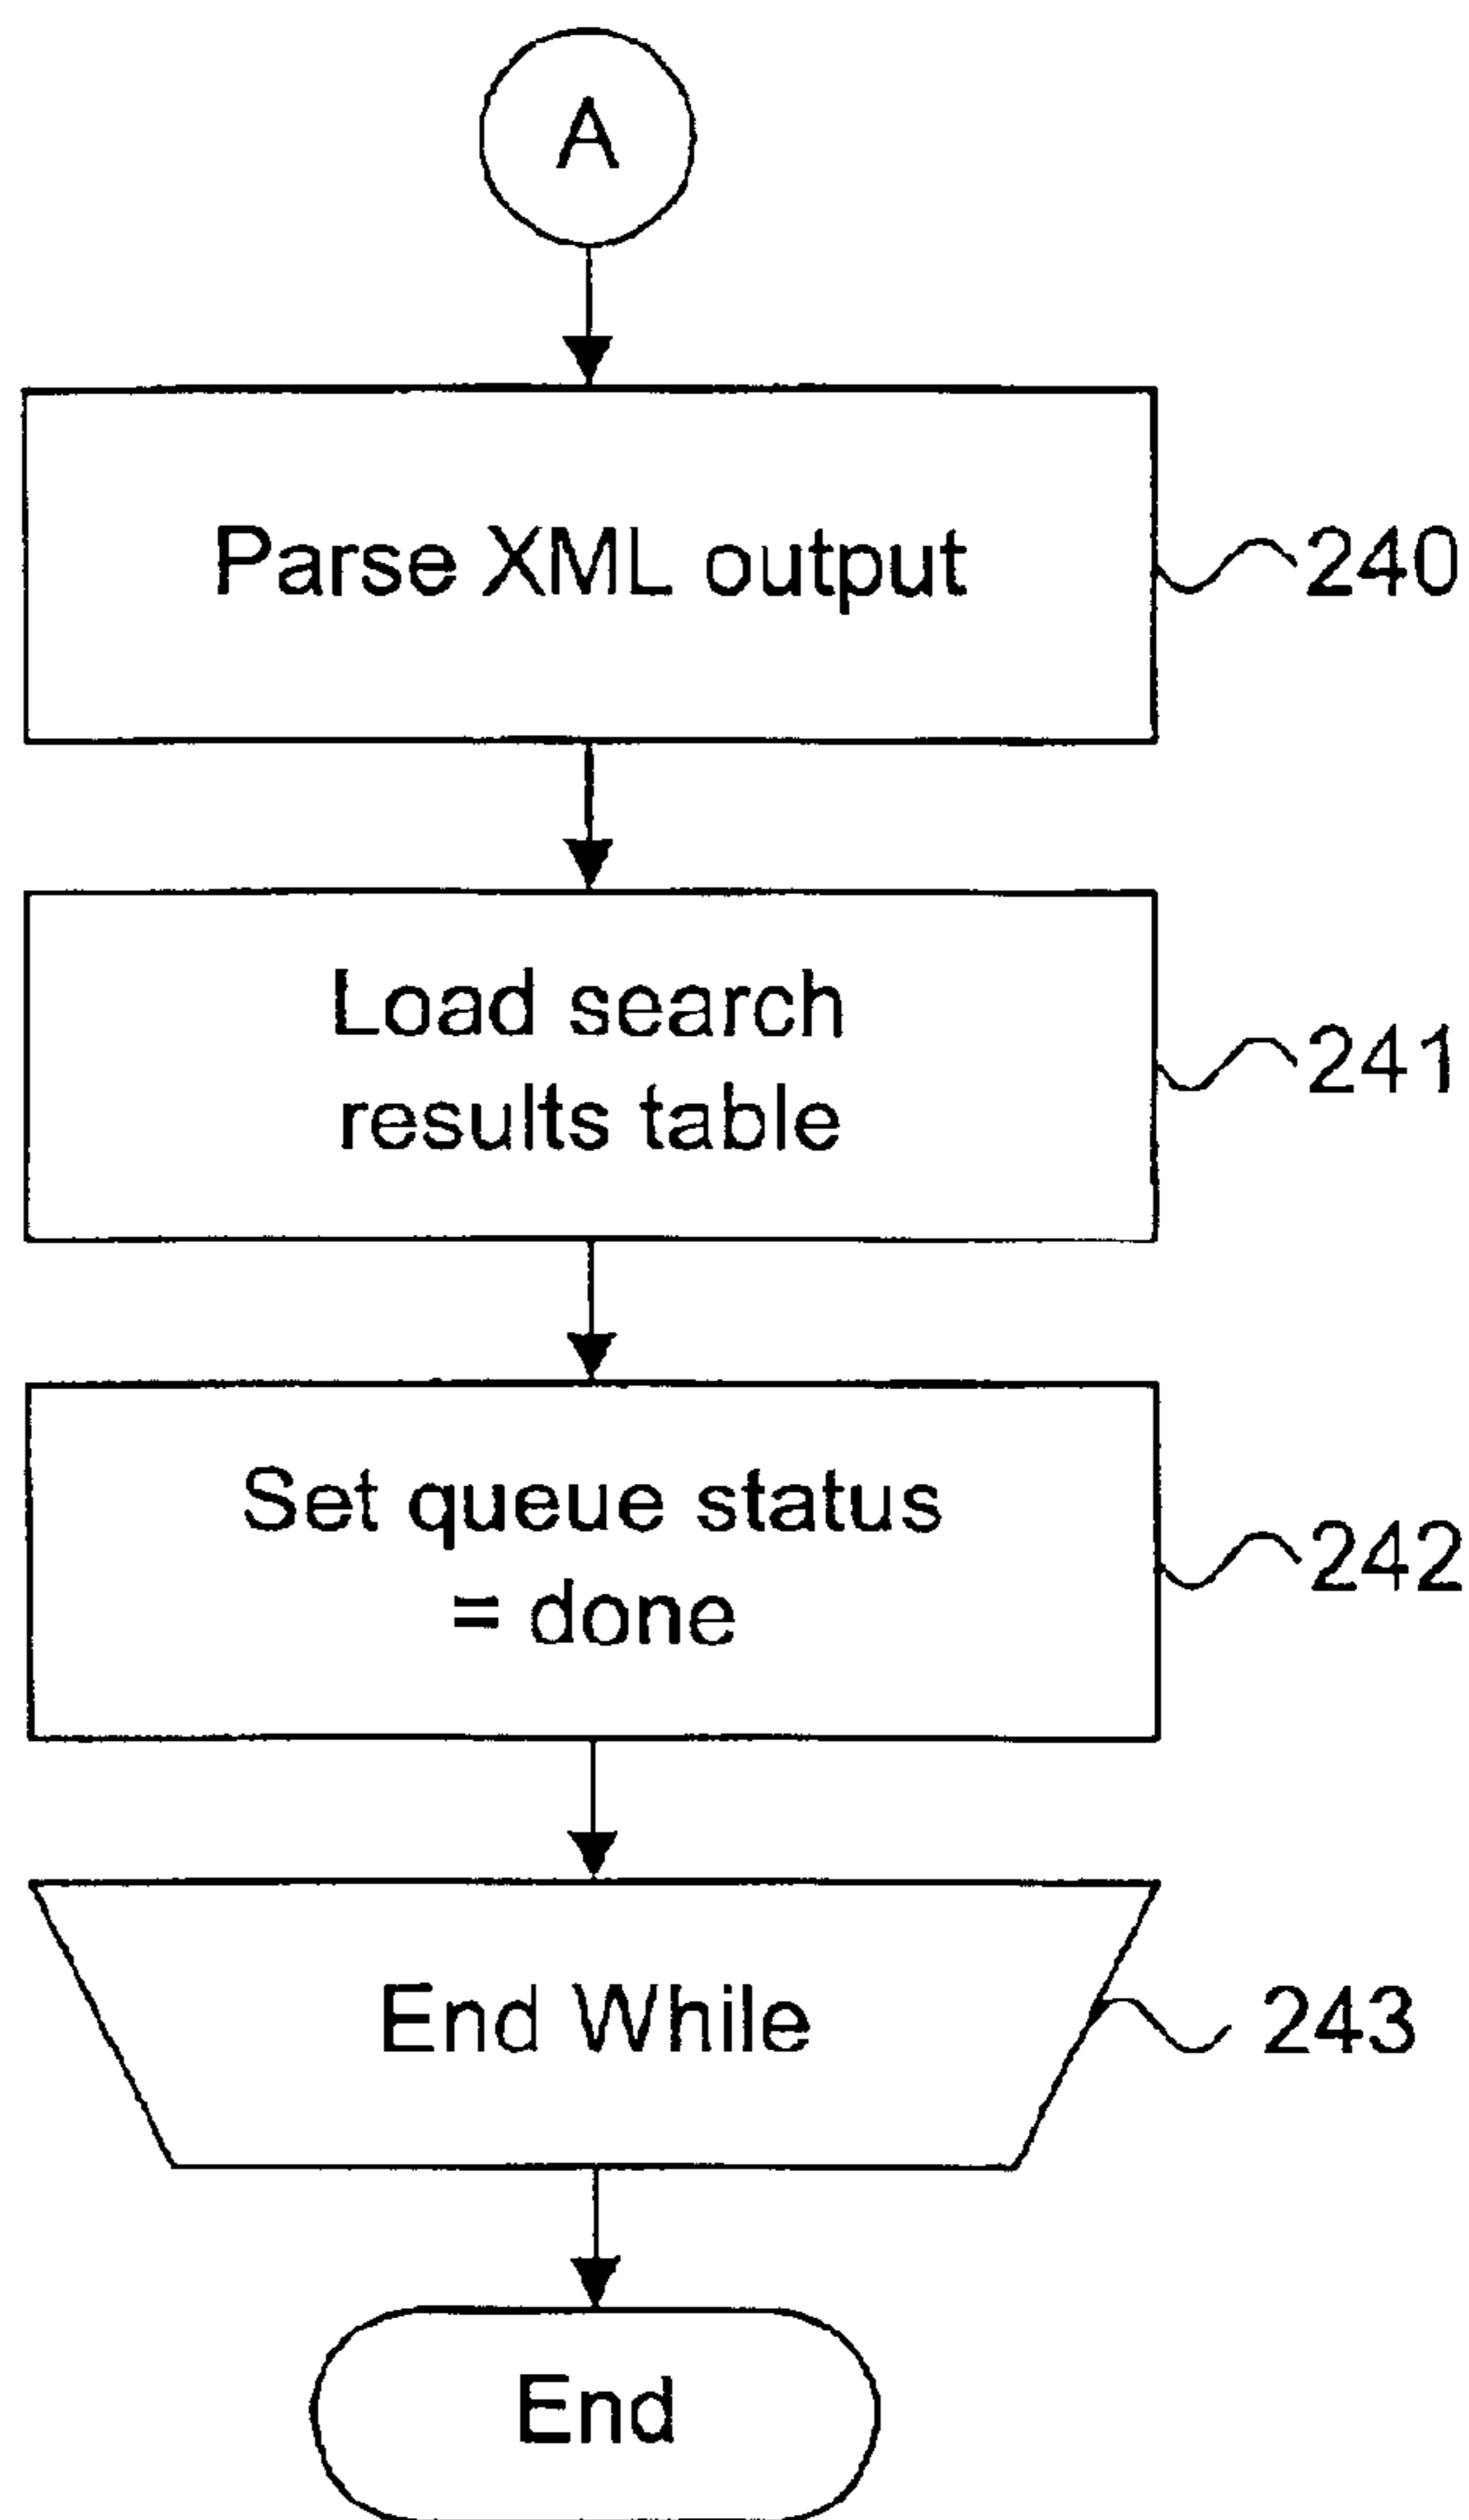 A
Parse XML output
240
Load search
results table
241
Set queue status
= done
242
End While
243
End